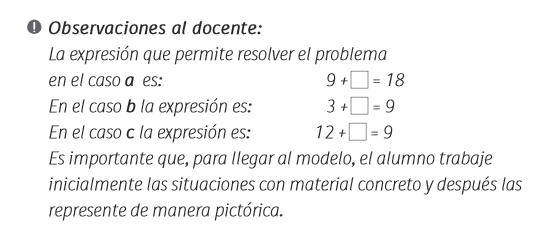 Observaciones al docente:
La expresión que permite resolver el problema
en el caso a es: 9 + □ = 18
En el caso b la expresión es: 3 + □ = 9
En el caso c la expresión es: 12 + □ = 9
Es importante que, para llegar al modelo, el alumno trabaje
inicialmente las situaciones con material concreto y después las
represente de manera pictórica.